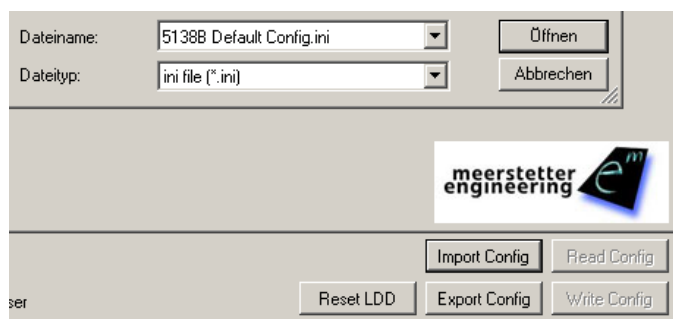 Dateiname: 5138B Default Config.ini Öffnen
Dateityp: ini file (*.ini) Abbrechen
meerstetter
engineering em
Import Config Read Config
ser Reset LDD Export Config Write Config